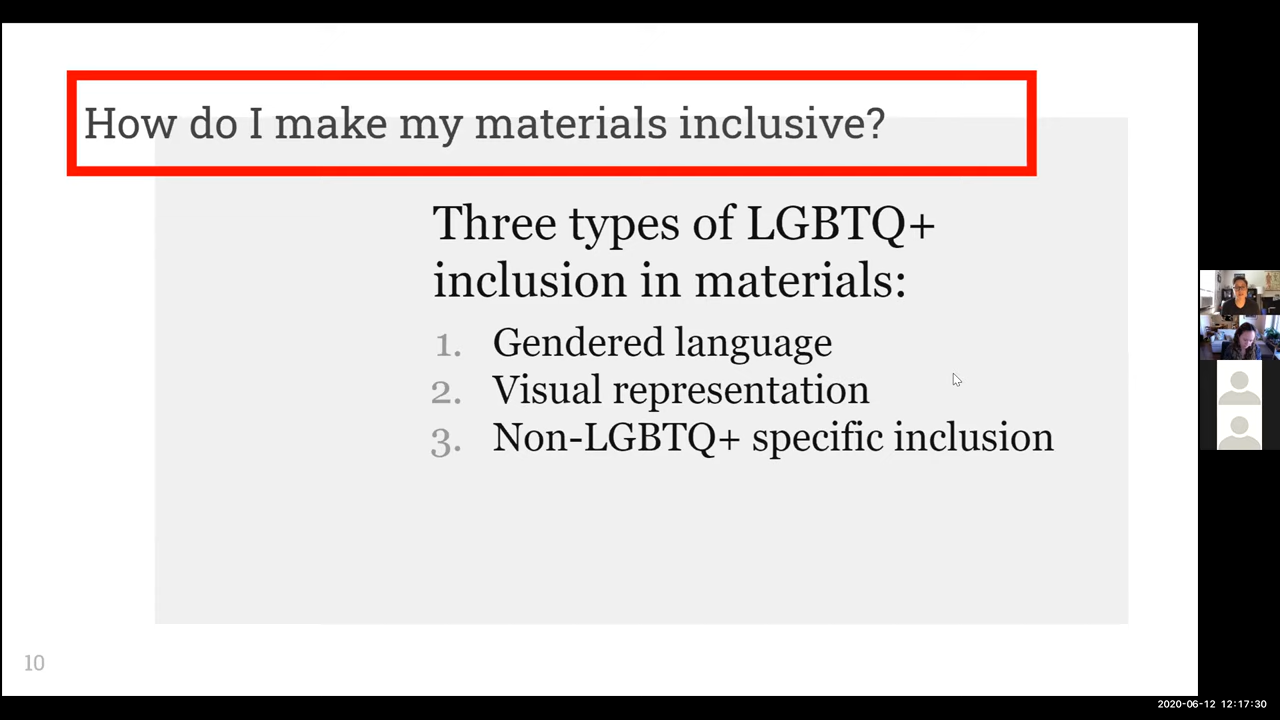 How do I make my materials inclusive?
Three types of LGBTQ+
inclusion in materials:
1. Gendered language
2. Visual representation
3. Non-LGBTQ+ specific inclusion
10
2020-06-12 12:17:30